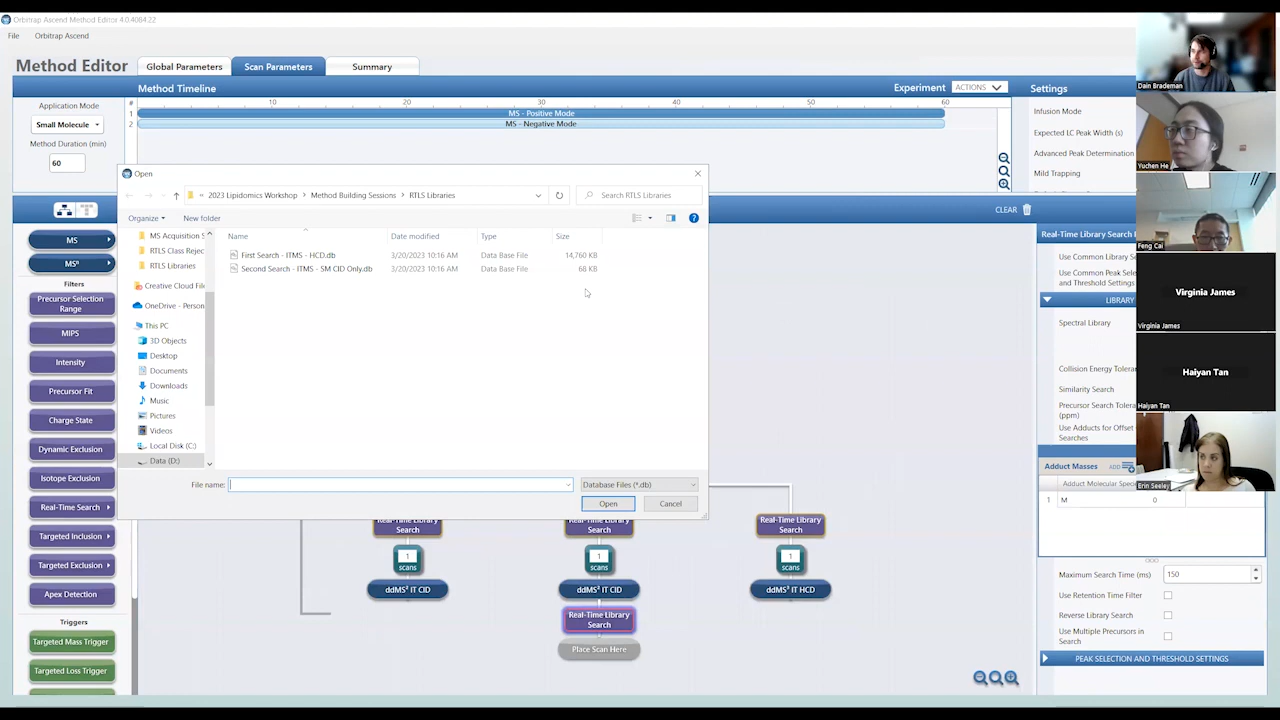 Orbitrap Ascend Method Editor 4.0.4084.22
File Orbitrap Ascend
Method Editor
Global Parameters Scan Parameters Summary
Application Mode
Small Molecule
Method Duration (min)
60
Method Timeline
Experiment ACTIONS
# 10 20 30 40 50 60
1 MS - Positive Mode
2 MS - Negative Mode
Settings
Infusion Mode
Expected LC Peak Width (s)
Advanced Peak Determination
Mild Trapping
CLEAR
MS
MSⁿ
Filters
Precursor Selection
Range
MIPS
Intensity
Precursor Fit
Charge State
Dynamic Exclusion
Isotope Exclusion
Real-Time Search
Targeted Inclusion
Targeted Exclusion
Apex Detection
Triggers
Targeted Mass Trigger
Targeted Loss Trigger
Open
« 2023 Lipidomics Workshop › Method Building Sessions › RTLS Libraries
Search RTLS Libraries
Organize New folder
MS Acquisition S
RTLS Class Rejec
RTLS Libraries
Creative Cloud File
OneDrive - Person
This PC
3D Objects
Desktop
Documents
Downloads
Music
Pictures
Videos
Local Disk (C:)
Data (D:)
Name Date modified Type Size
First Search - ITMS - HCD.db 3/20/2023 10:16 AM Data Base File 14,760 KB
Second Search - ITMS - SM CID Only.db 3/20/2023 10:16 AM Data Base File 68 KB
File name: Database Files (*.db)
Open Cancel
Real-Time Library
Search
1
scans
ddMS² IT CID
Real-Time Library
Search
1
scans
ddMS² IT CID
Real-Time Library
Search
Place Scan Here
Real-Time Library
Search
1
scans
ddMS² IT HCD
Real-Time Library Search
Use Common Library Se
Use Common Peak Selec
and Threshold Settings
LIBRARY
Spectral Library
Collision Energy Tolera
Similarity Search
Precursor Search Tolera
(ppm)
Use Adducts for Offset
Searches
Adduct Masses ADD
Adduct Molecular Speci
1 M 0
Maximum Search Time (ms) 150
Use Retention Time Filter
Reverse Library Search
Use Multiple Precursors in
Search
PEAK SELECTION AND THRESHOLD SETTINGS
Dain Brademan
Yuchen He
Feng Cai
Virginia James
Virginia James
Haiyan Tan
Haiyan Tan
Erin Seeley